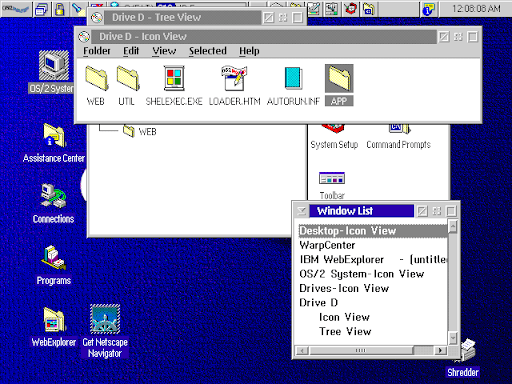 12:08:08 AM
Drive D - Tree View
Drive D - Icon View
Folder Edit View Selected Help
WEB UTIL SHELEXEC.EXE LOADER.HTM AUTORUN.INF APP
OS/2 System
WEB
System Setup Command Prompts
Assistance Center
Toolbar
Connections
Window List
Desktop-Icon View
WarpCenter
IBM WebExplorer - [untitle
OS/2 System-Icon View
Drives-Icon View
Drive D
Icon View
Tree View
Programs
WebExplorer
Get Netscape
Navigator
Shredder